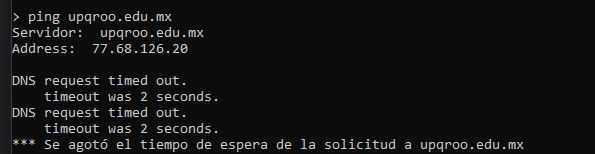 > ping upqroo.edu.mx
Servidor:  upqroo.edu.mx
Address:  77.68.126.20

DNS request timed out.
    timeout was 2 seconds.
DNS request timed out.
    timeout was 2 seconds.
*** Se agotó el tiempo de espera de la solicitud a upqroo.edu.mx